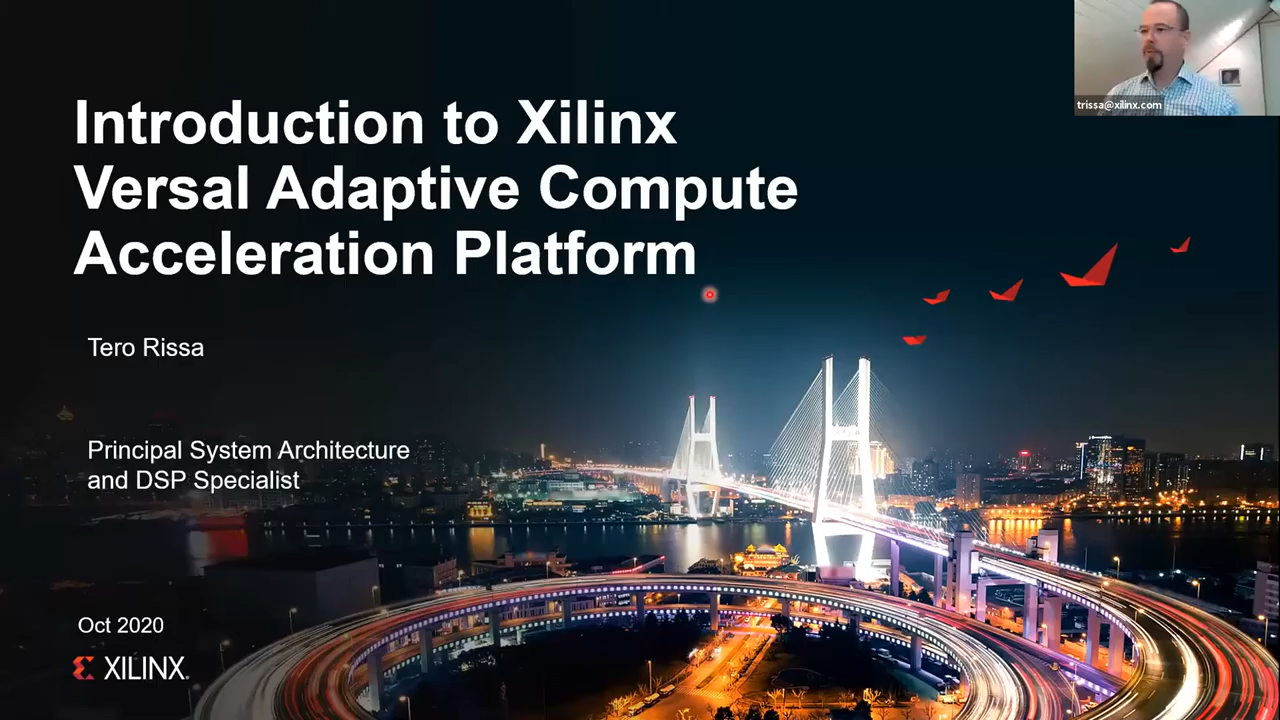 Introduction to Xilinx
Versal Adaptive Compute
Acceleration Platform
Tero Rissa
Principal System Architecture
and DSP Specialist
Oct 2020
XILINX
trissa@xilinx.com